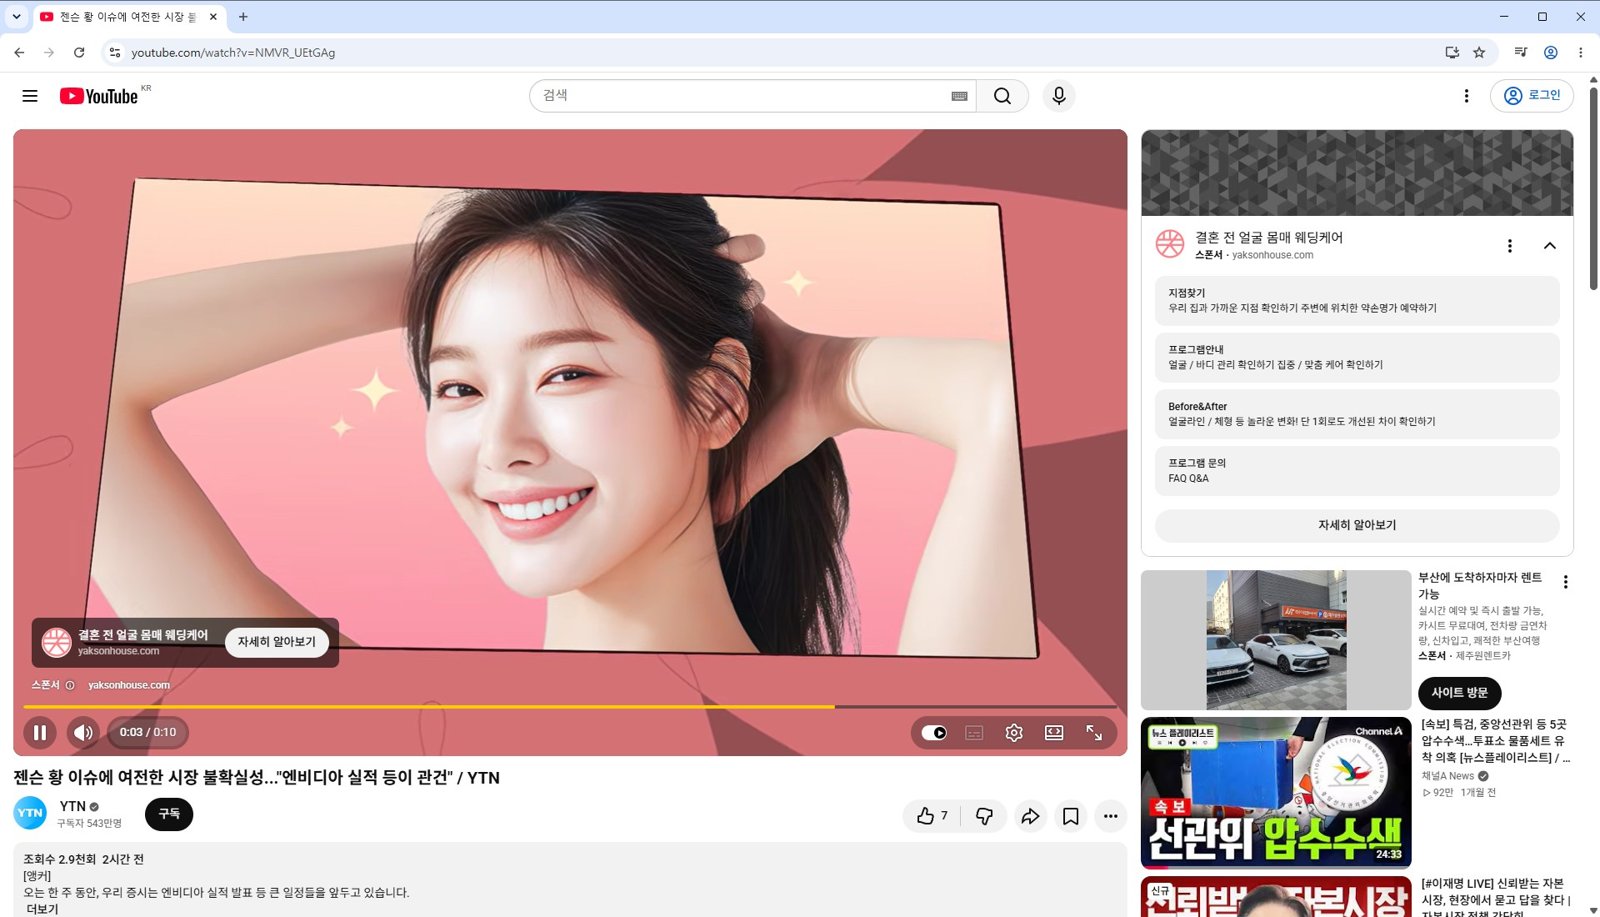 젠슨 황 이슈에 여전한 시장 불
youtube.com/watch?v=NMVR_UEtGAg
YouTube KR
검색
로그인
결혼 전 얼굴 몸매 웨딩케어
yaksonhouse.com
자세히 알아보기
스폰서
yaksonhouse.com
0:03 / 0:10
젠슨 황 이슈에 여전한 시장 불확실성..."엔비디아 실적 등이 관건" / YTN
YTN
YTN
구독자 543만명
구독
7
조회수 2.9천회 2시간 전
[앵커]
오는 한 주 동안, 우리 증시는 엔비디아 실적 발표 등 큰 일정들을 앞두고 있습니다.
더보기
결혼 전 얼굴 몸매 웨딩케어
스폰서 · yaksonhouse.com
지점찾기
우리 집과 가까운 지점 확인하기 주변에 위치한 약손명가 예약하기
프로그램안내
얼굴 / 바디 관리 확인하기 집중 / 맞춤 케어 확인하기
Before&After
얼굴라인 / 체형 등 놀라운 변화! 단 1회로도 개선된 차이 확인하기
프로그램 문의
FAQ Q&A
자세히 알아보기
부산에 도착하자마자 렌트
가능
실시간 예약 및 즉시 출발 가능,
카시트 무료대여, 전차량 금연차
량, 신차입고, 쾌적한 부산여행
스폰서 · 제주원렌트카
사이트 방문
뉴스 플레이리스트
Channel A
NATIONAL ELECTION COMMISSION
속보
선관위 압수수색
24:33
[속보] 특검, 중앙선관위 등 5곳
압수수색...투표소 물품세트 유
착 의혹 [뉴스플레이리스트] / ...
채널A News
92만 1개월 전
신규
신뢰받는 자본시장
[#이재명 LIVE] 신뢰받는 자본
시장, 현장에서 묻고 답을 찾다 |